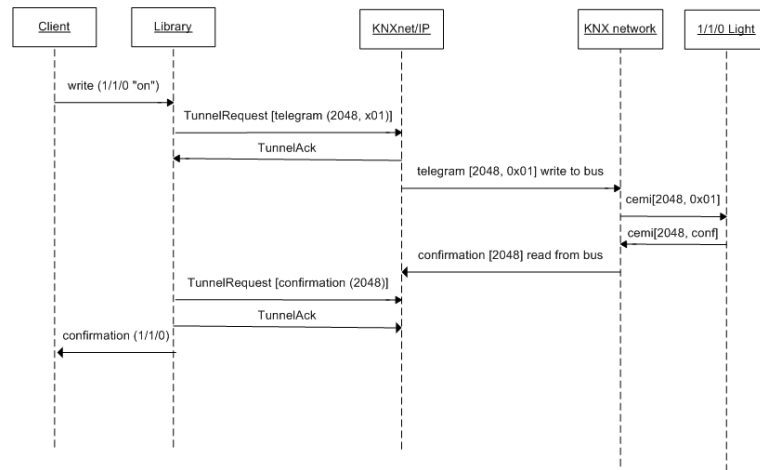 Client
Library
KNXnet/IP
KNX network
1/1/0 Light
write (1/1/0 "on")
TunnelRequest [telegram (2048, x01)]
TunnelAck
telegram [2048, 0x01] write to bus
cemi[2048, 0x01]
cemi[2048, conf]
confirmation [2048] read from bus
TunnelRequest [confirmation (2048)]
TunnelAck
confirmation (1/1/0)